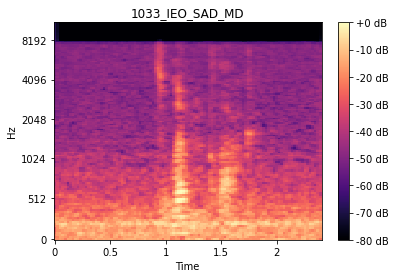 1033_IEO_SAD_MD
8192
4096
2048
1024
512
0
Hz
0
0.5
1
1.5
2
Time
+0 dB
-10 dB
-20 dB
-30 dB
-40 dB
-50 dB
-60 dB
-70 dB
-80 dB